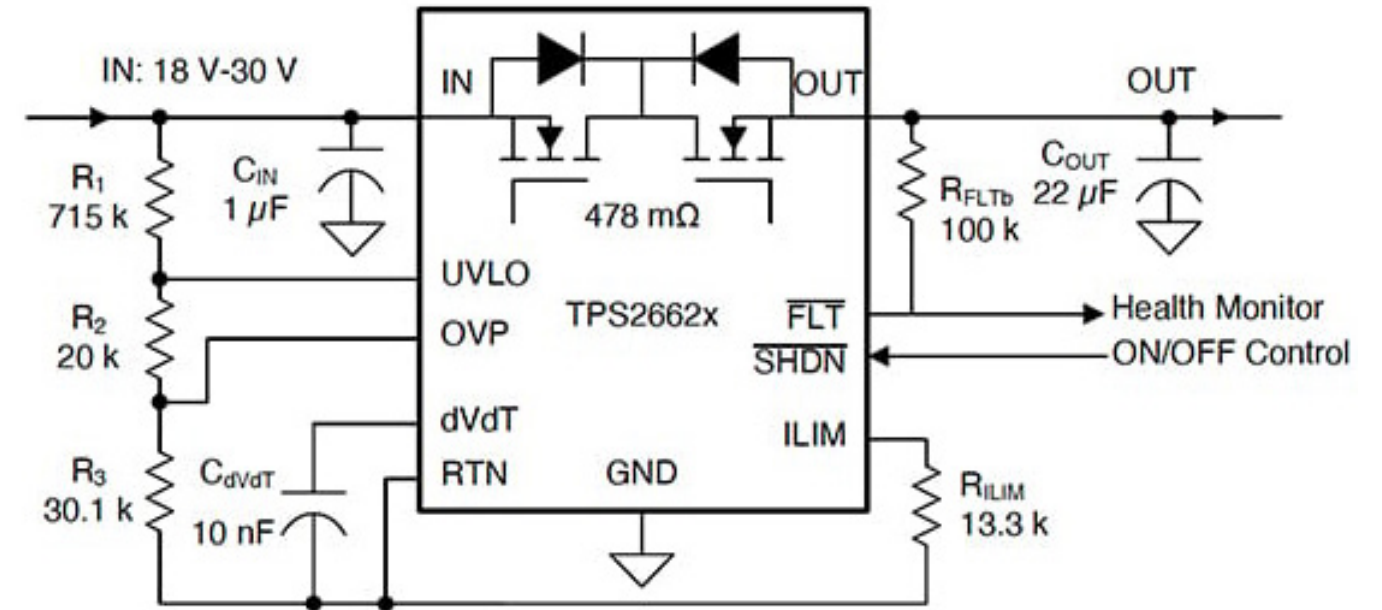 IN: 18 V-30 V
R1
715 k
CIN
1 µF
R2
20 k
R3
30.1 k
CdVdT
10 nF
IN
OUT
478 mΩ
UVLO
OVP
TPS2662x
FLT
SHDN
dVdT
ILIM
RTN
GND
OUT
COUT
22 µF
RFLTb
100 k
Health Monitor
ON/OFF Control
RILIM
13.3 k